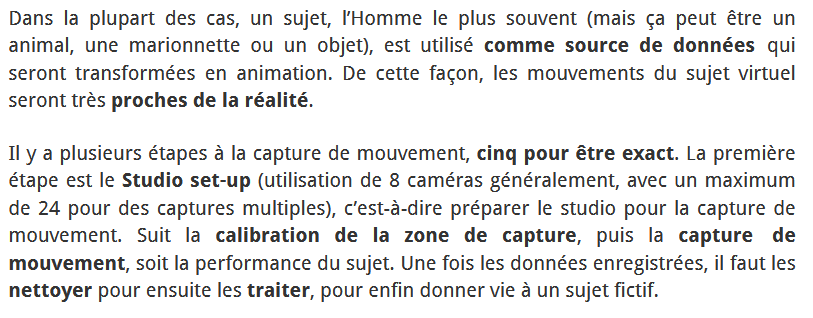 Dans la plupart des cas, un sujet, l’Homme le plus souvent (mais ça peut être un
animal, une marionnette ou un objet), est utilisé comme source de données qui
seront transformées en animation. De cette façon, les mouvements du sujet virtuel
seront très proches de la réalité.
Il y a plusieurs étapes à la capture de mouvement, cinq pour être exact. La première
étape est le Studio set-up (utilisation de 8 caméras généralement, avec un maximum
de 24 pour des captures multiples), c’est-à-dire préparer le studio pour la capture de
mouvement. Suit la calibration de la zone de capture, puis la capture de
mouvement, soit la performance du sujet. Une fois les données enregistrées, il faut les
nettoyer pour ensuite les traiter, pour enfin donner vie à un sujet fictif.